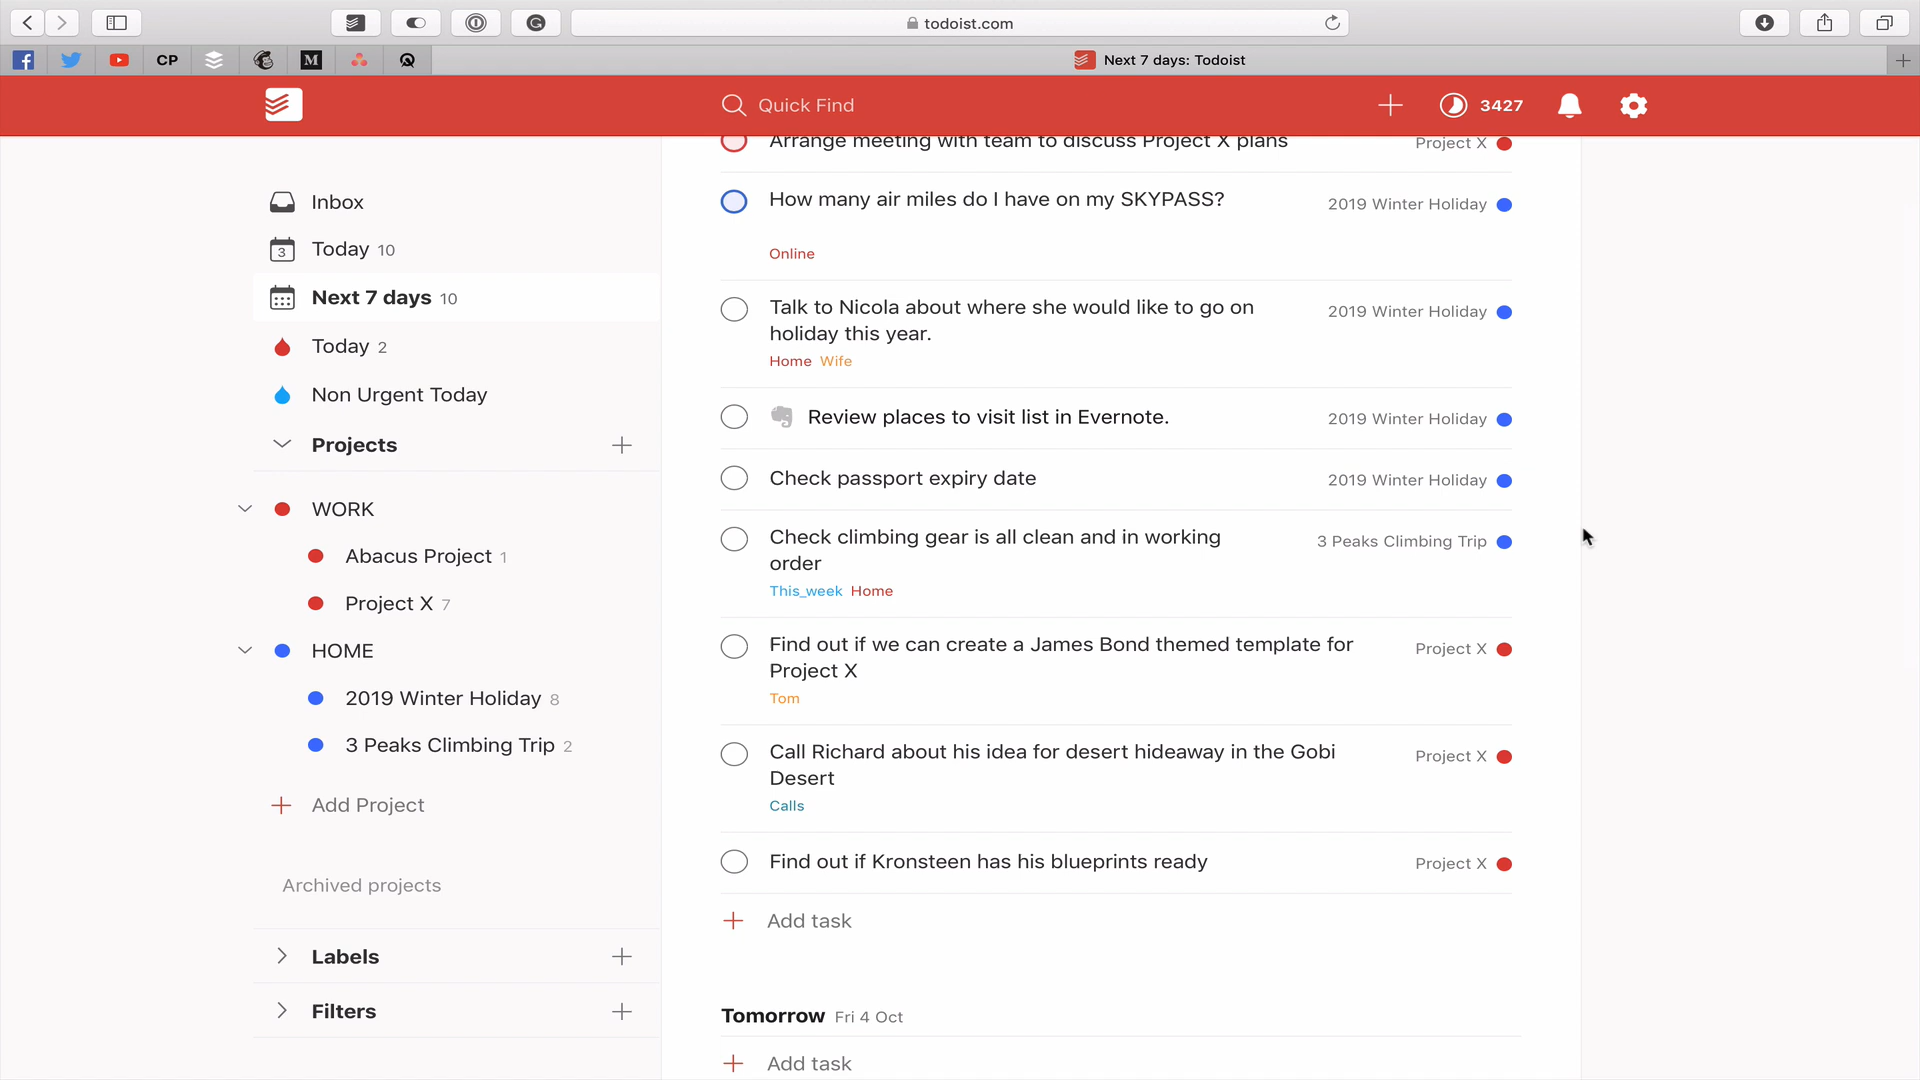 todoist.com
CP
M
Next 7 days: Todoist
Quick Find
3427
Inbox
3
Today 10
Next 7 days 10
Today 2
Non Urgent Today
Projects
WORK
Abacus Project 1
Project X 7
HOME
2019 Winter Holiday 8
3 Peaks Climbing Trip 2
Add Project
Archived projects
Labels
Filters
Arrange meeting with team to discuss Project X plans
Project X
How many air miles do I have on my SKYPASS?
2019 Winter Holiday
Online
Talk to Nicola about where she would like to go on
holiday this year.
2019 Winter Holiday
Home Wife
Review places to visit list in Evernote.
2019 Winter Holiday
Check passport expiry date
2019 Winter Holiday
Check climbing gear is all clean and in working
order
3 Peaks Climbing Trip
This_week Home
Find out if we can create a James Bond themed template for
Project X
Project X
Tom
Call Richard about his idea for desert hideaway in the Gobi
Desert
Project X
Calls
Find out if Kronsteen has his blueprints ready
Project X
Add task
Tomorrow Fri 4 Oct
Add task